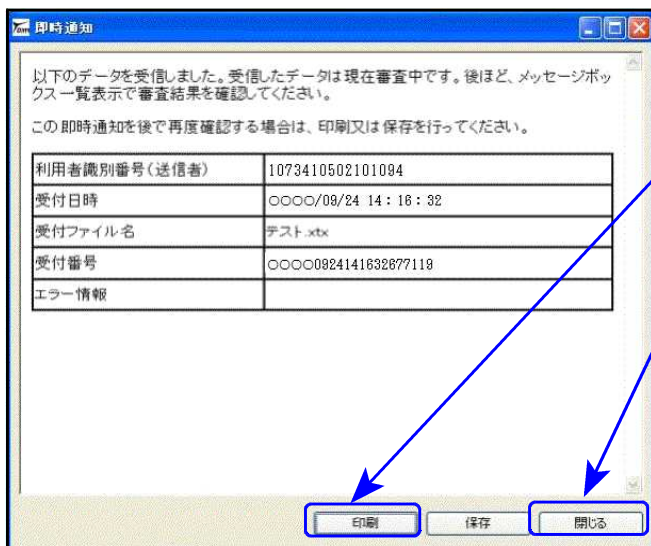 即時通知
以下のデータを受信しました。受信したデータは現在審査中です。後ほど、メッセージボッ
クス一覧表示で審査結果を確認してください。
この即時通知を後で再度確認する場合は、印刷又は保存を行ってください。
利用者識別番号(送信者) 1073410502101094
受付日時 ○○○○/09/24 14:16:32
受付ファイル名 テスト.xtx
受付番号 ○○○○0924141632677119
エラー情報
印刷 保存 閉じる